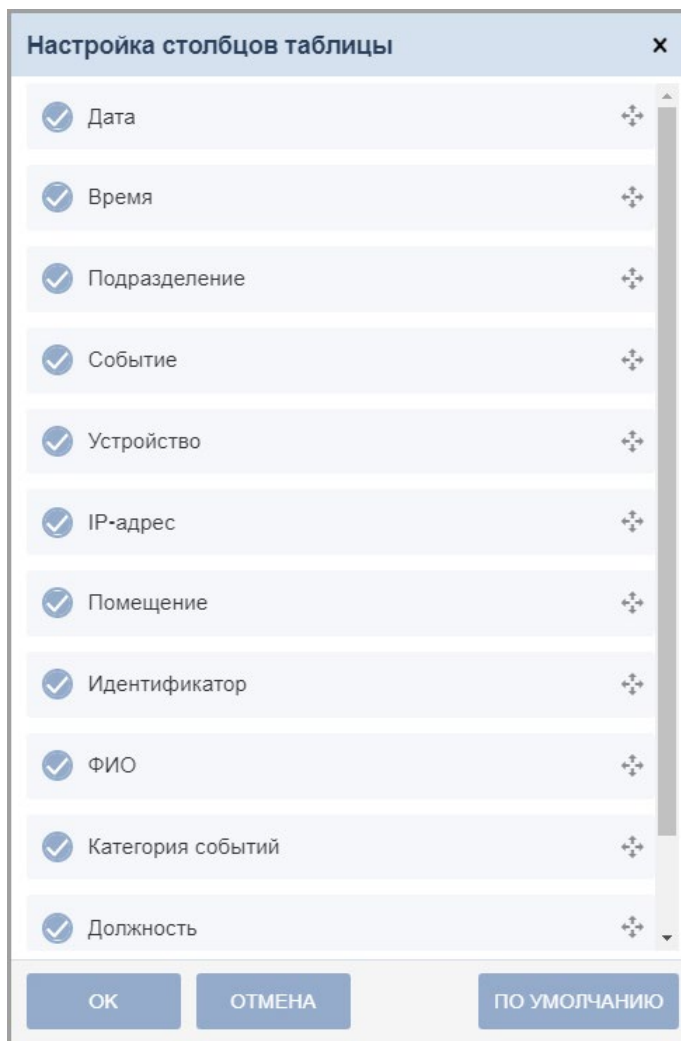 Настройка столбцов таблицы
Дата
Время
Подразделение
Событие
Устройство
IP-адрес
Помещение
Идентификатор
ФИО
Категория событий
Должность
ОК ОТМЕНА ПО УМОЛЧАНИЮ